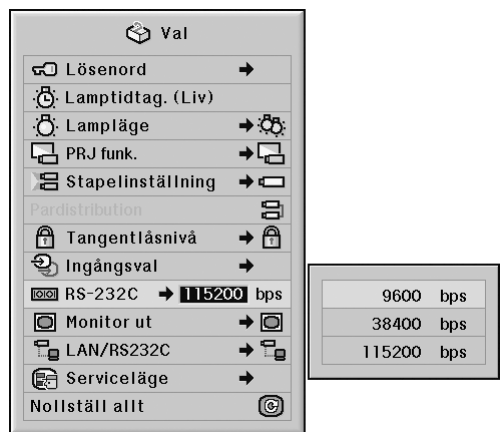 Val
Lösenord
Lamptidtag. (Liv)
Lampläge
PRJ funk.
Stapelinställning
Pardistribution
Tangentlåsnivå
Ingångsval
RS-232C 115200 bps
Monitor ut
LAN/RS232C
Serviceläge
Nollställ allt
9600 bps
38400 bps
115200 bps